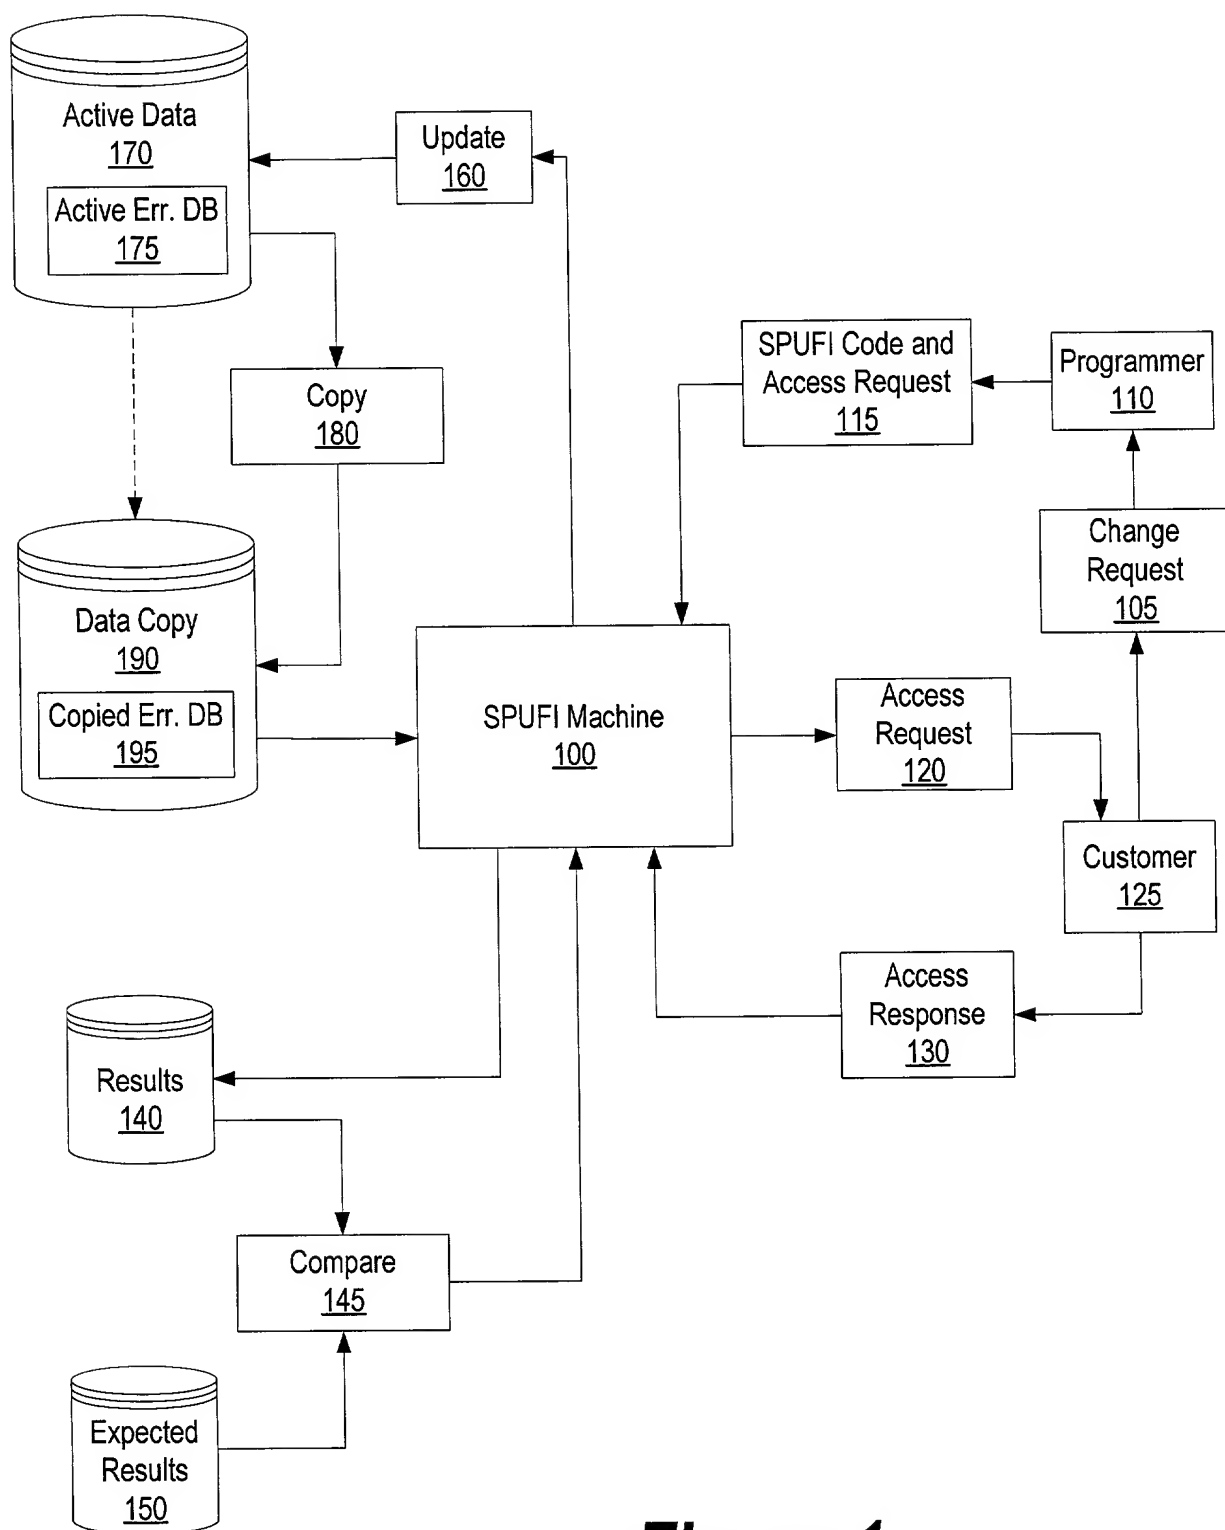 Active Data
170
Active Err. DB
175
Update
160
Copy
180
SPUFI Code and
Access Request
115
Programmer
110
Change
Request
105
Data Copy
190
Copied Err. DB
195
SPUFI Machine
100
Access
Request
120
Customer
125
Access
Response
130
Results
140
Compare
145
Expected
Results
150
Figure 1